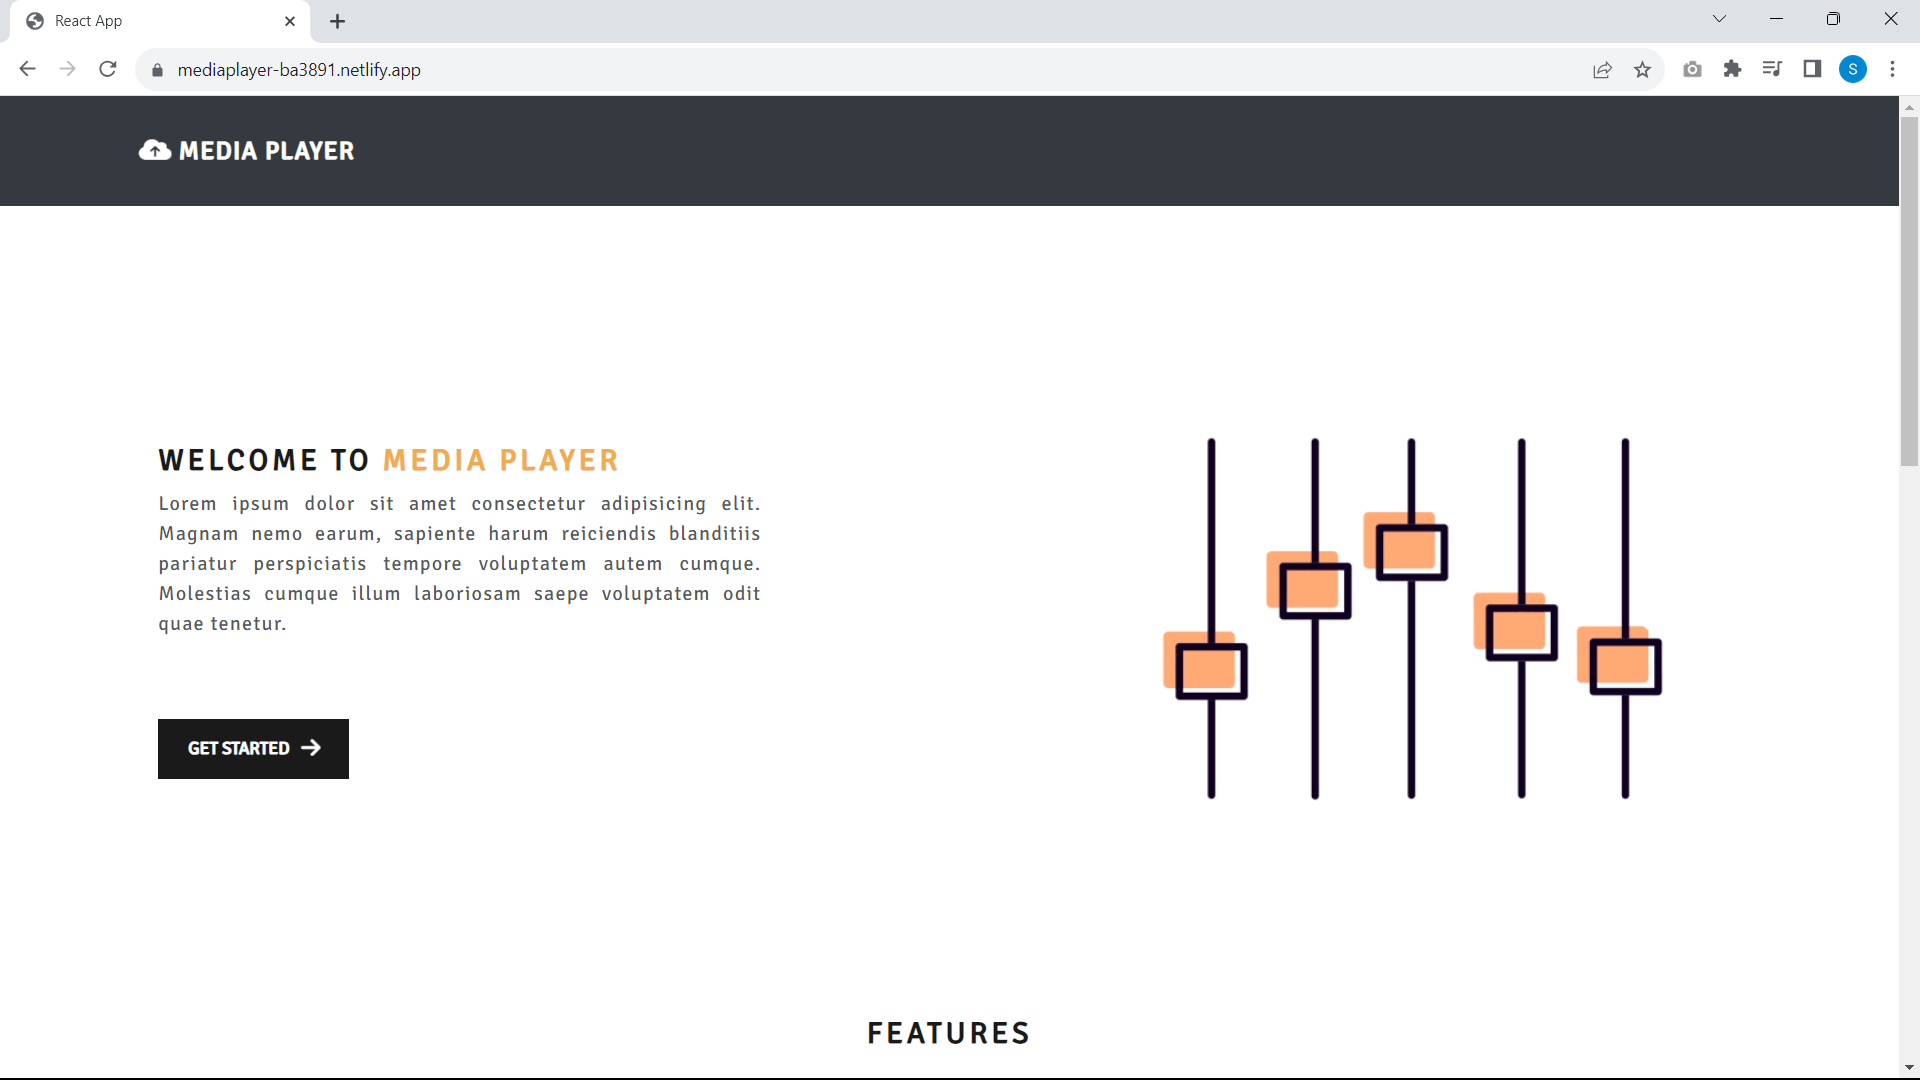 React App
mediaplayer-ba3891.netlify.app
S
MEDIA PLAYER
WELCOME TO MEDIA PLAYER
Lorem ipsum dolor sit amet consectetur adipisicing elit.
Magnam nemo earum, sapiente harum reiciendis blanditiis
pariatur perspiciatis tempore voluptatem autem cumque.
Molestias cumque illum laboriosam saepe voluptatem odit
quae tenetur.
GET STARTED
FEATURES